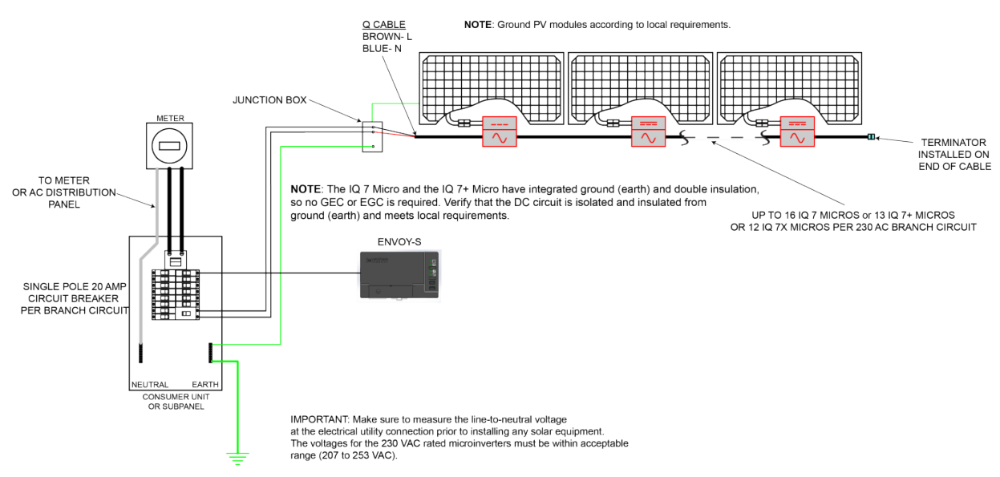 Q CABLE
BROWN- L
BLUE- N
NOTE: Ground PV modules according to local requirements.
JUNCTION BOX
METER
TERMINATOR
INSTALLED ON
END OF CABLE
TO METER
OR AC DISTRIBUTION
PANEL
NOTE: The IQ 7 Micro and the IQ 7+ Micro have integrated ground (earth) and double insulation,
so no GEC or EGC is required. Verify that the DC circuit is isolated and insulated from
ground (earth) and meets local requirements.
UP TO 16 IQ 7 MICROS or 13 IQ 7+ MICROS
OR 12 IQ 7X MICROS PER 230 AC BRANCH CIRCUIT
ENVOY-S
SINGLE POLE 20 AMP
CIRCUIT BREAKER
PER BRANCH CIRCUIT
NEUTRAL
EARTH
CONSUMER UNIT
OR SUBPANEL
IMPORTANT: Make sure to measure the line-to-neutral voltage
at the electrical utility connection prior to installing any solar equipment.
The voltages for the 230 VAC rated microinverters must be within acceptable
range (207 to 253 VAC).